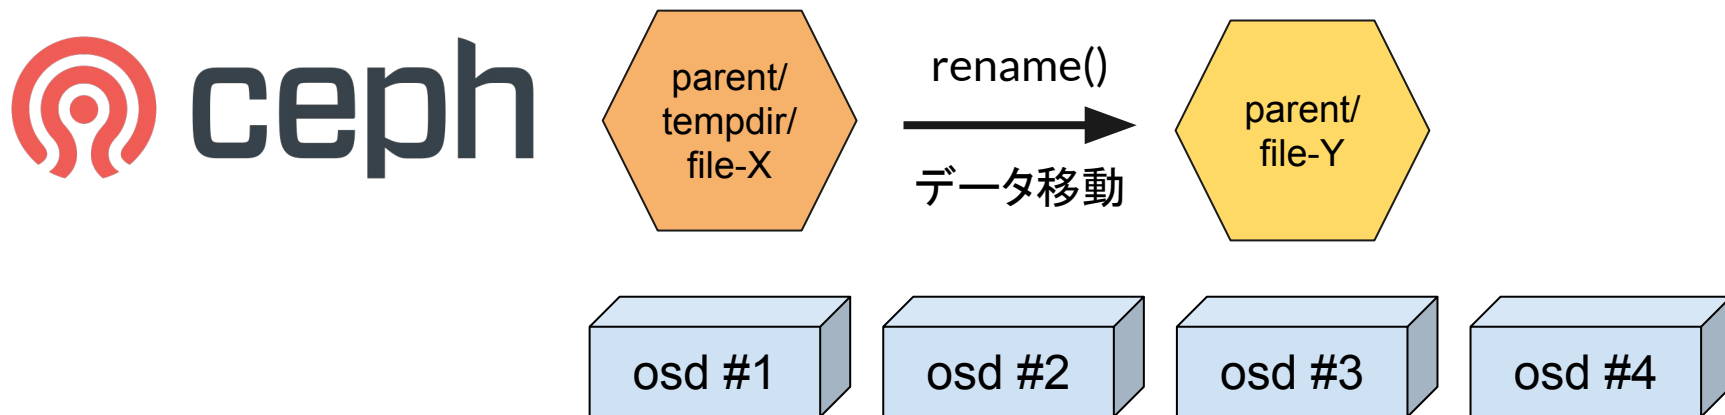 ceph
parent/
tempdir/
file-X
rename()
データ移動
parent/
file-Y
osd #1
osd #2
osd #3
osd #4